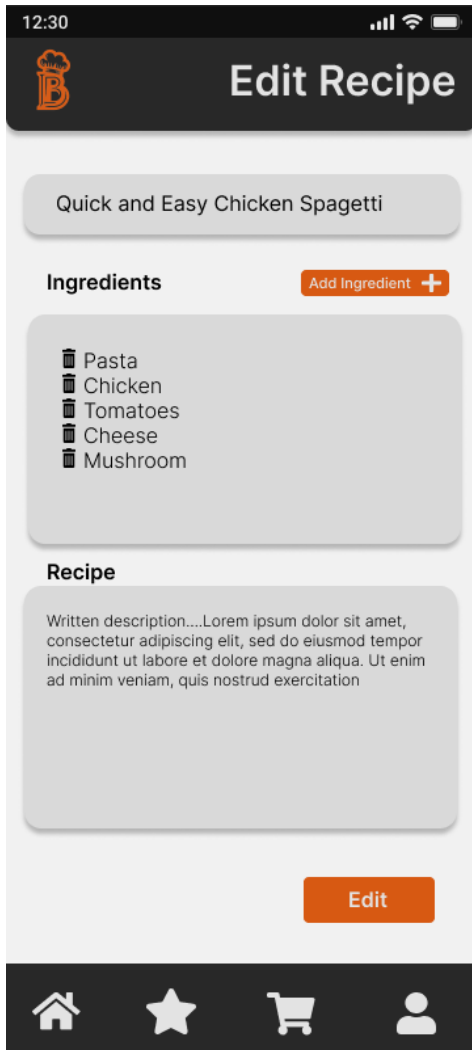 12:30
B
Edit Recipe
Quick and Easy Chicken Spagetti
Ingredients
Add Ingredient
Pasta
Chicken
Tomatoes
Cheese
Mushroom
Recipe
Written description....Lorem ipsum dolor sit amet,
consectetur adipiscing elit, sed do eiusmod tempor
incididunt ut labore et dolore magna aliqua. Ut enim
ad minim veniam, quis nostrud exercitation
Edit